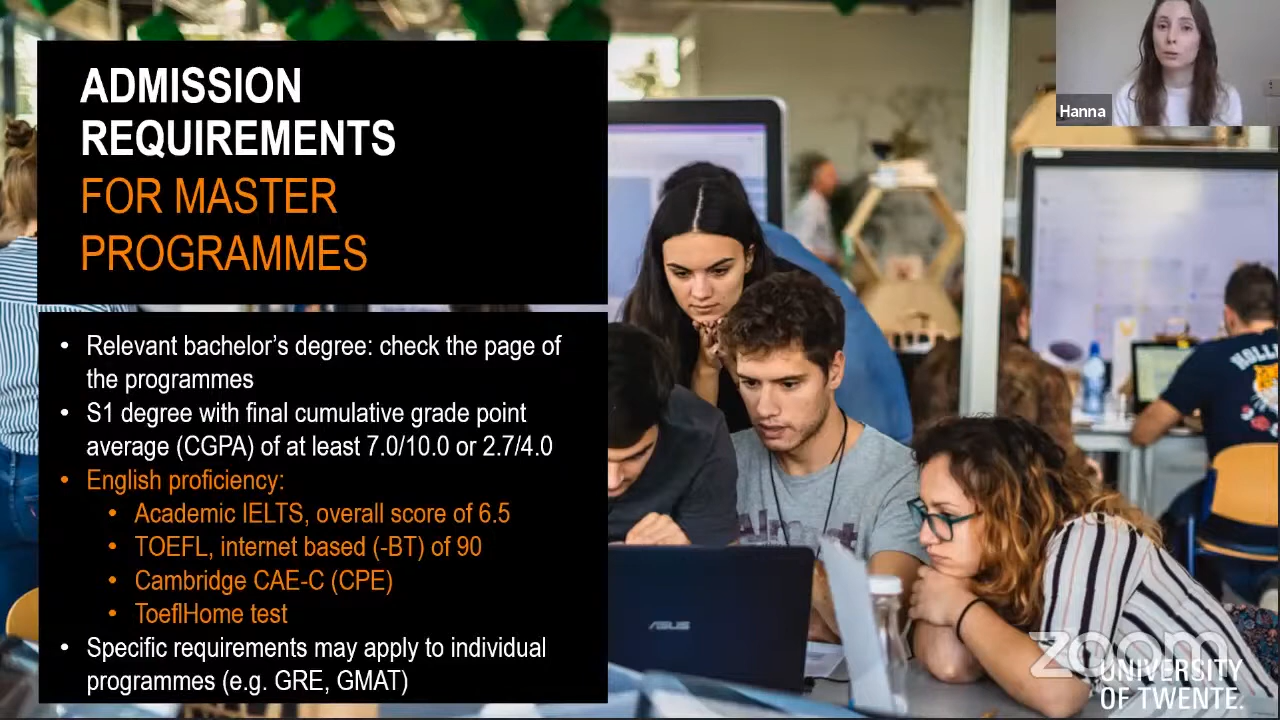 ADMISSION
REQUIREMENTS
FOR MASTER
PROGRAMMES
• Relevant bachelor's degree: check the page of
the programmes
• S1 degree with final cumulative grade point
average (CGPA) of at least 7.0/10.0 or 2.7/4.0
• English proficiency:
• Academic IELTS, overall score of 6.5
• TOEFL, internet based (-BT) of 90
• Cambridge CAE-C (CPE)
• ToeflHome test
• Specific requirements may apply to individual
programmes (e.g. GRE, GMAT)
Hanna
HOLL
ASUS
zoom
UNIVERSITY
OF TWENTE.